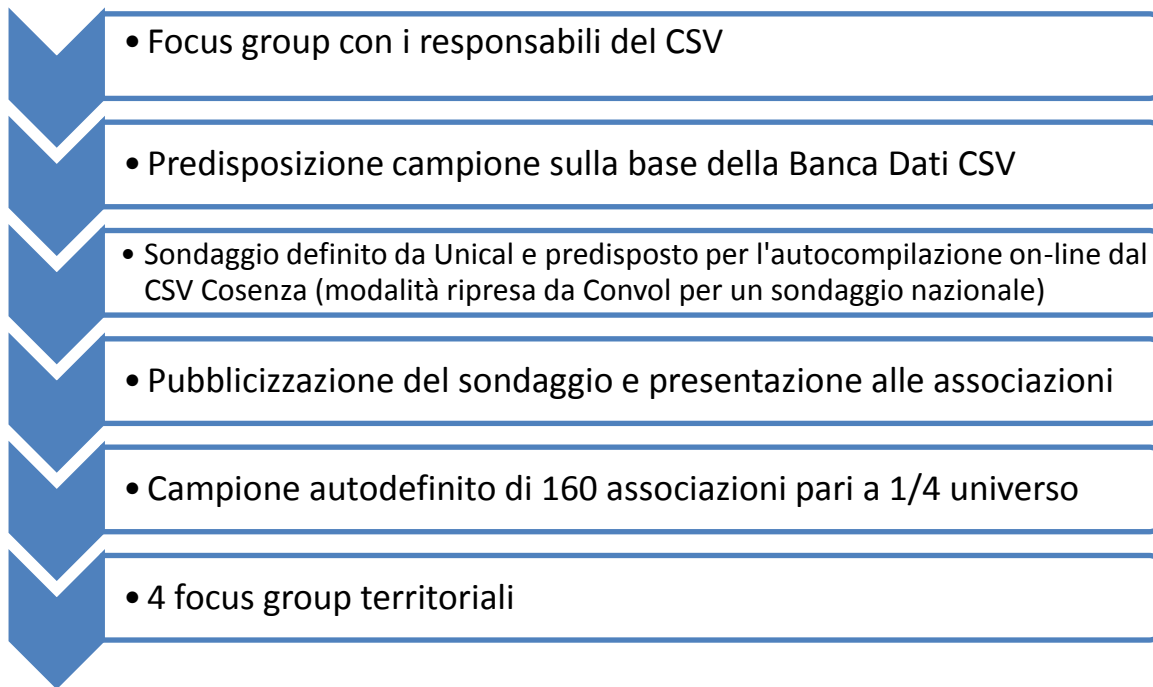 • Focus group con i responsabili del CSV
• Predisposizione campione sulla base della Banca Dati CSV
• Sondaggio definito da Unical e predisposto per l'autocompilazione on-line dal
CSV Cosenza (modalità ripresa da Convol per un sondaggio nazionale)
• Pubblicizzazione del sondaggio e presentazione alle associazioni
• Campione autodefinito di 160 associazioni pari a 1/4 universo
• 4 focus group territoriali